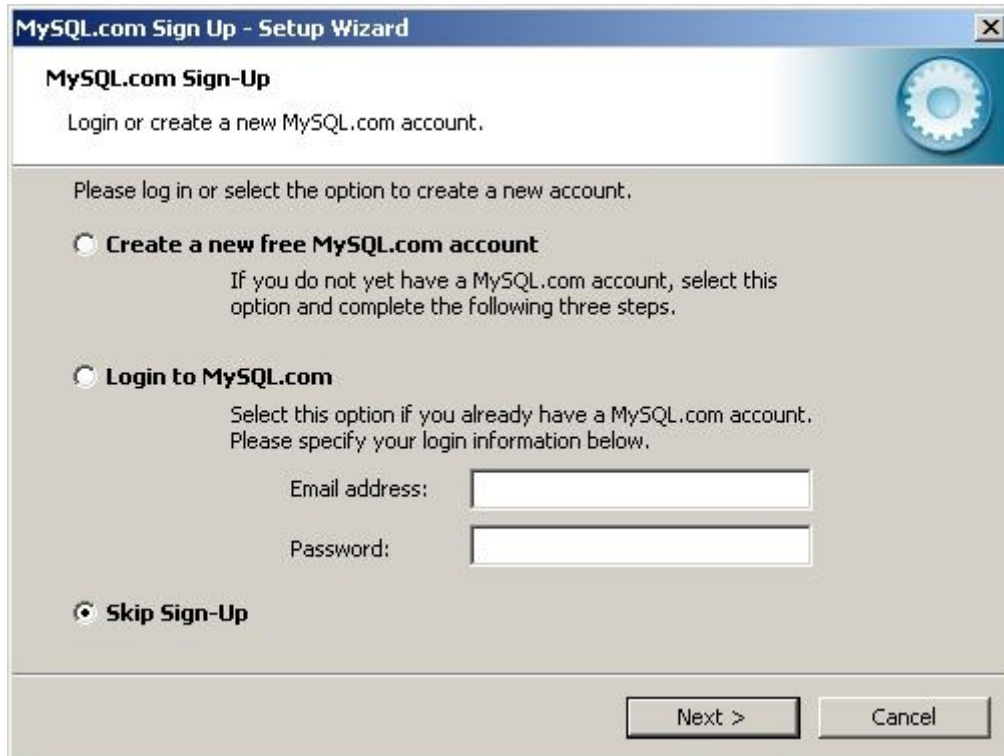 MySQL.com Sign Up - Setup Wizard
MySQL.com Sign-Up
Login or create a new MySQL.com account.
Please log in or select the option to create a new account.
Create a new free MySQL.com account
If you do not yet have a MySQL.com account, select this
option and complete the following three steps.
Login to MySQL.com
Select this option if you already have a MySQL.com account.
Please specify your login information below.
Email address:
Password:
Skip Sign-Up
Next > Cancel